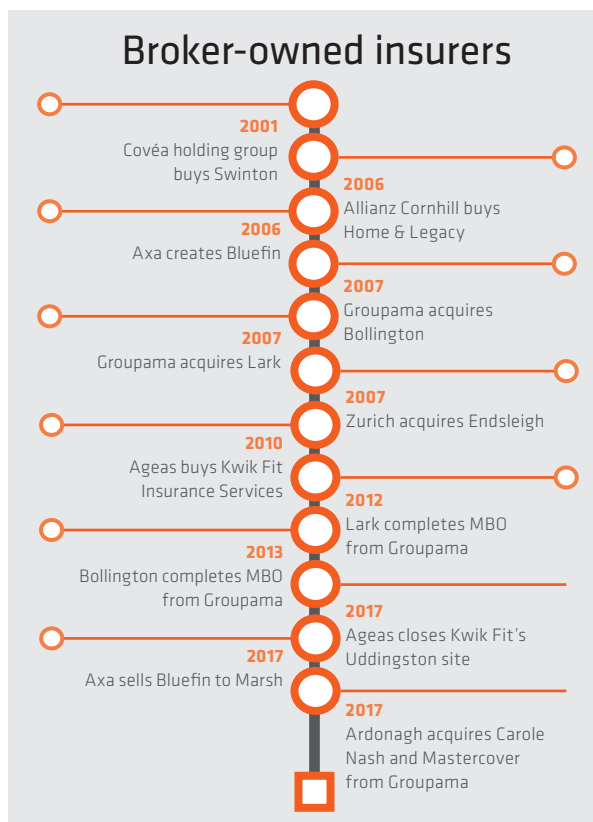 Broker-owned insurers
2001
Covéa holding group
buys Swinton
2006
Allianz Cornhill buys
Home & Legacy
2006
Axa creates Bluefin
2007
Groupama acquires
Bollington
2007
Groupama acquires Lark
2007
Zurich acquires Endsleigh
2010
Ageas buys Kwik Fit
Insurance Services
2012
Lark completes MBO
from Groupama
2013
Bollington completes MBO
from Groupama
2017
Ageas closes Kwik Fit's
Uddingston site
2017
Axa sells Bluefin to Marsh
2017
Ardonagh acquires Carole
Nash and Mastercover
from Groupama